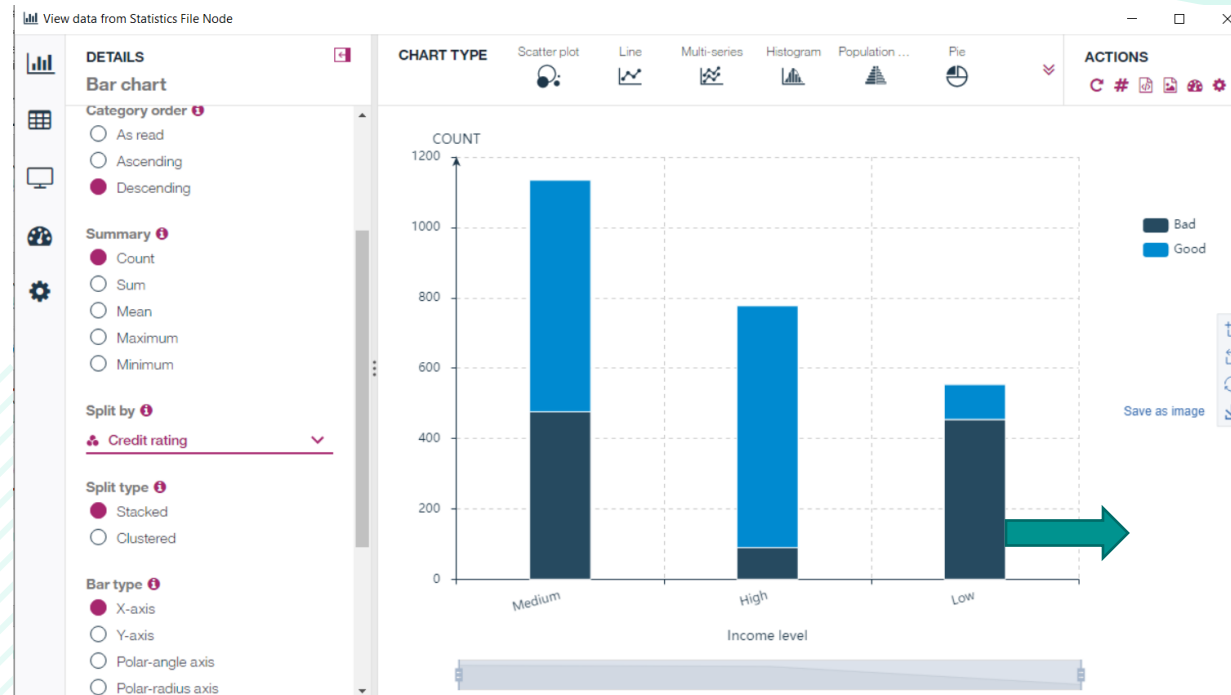 View data from Statistics File Node
DETAILS
Bar chart
Category order
As read
Ascending
Descending
Summary
Count
Sum
Mean
Maximum
Minimum
Split by
Credit rating
Split type
Stacked
Clustered
Bar type
X-axis
Y-axis
Polar-angle axis
Polar-radius axis
CHART TYPE
Scatter plot
Line
Multi-series
Histogram
Population ...
Pie
ACTIONS
COUNT
1200
1000
800
600
400
200
0
Medium
High
Low
Income level
Bad
Good
Save as image